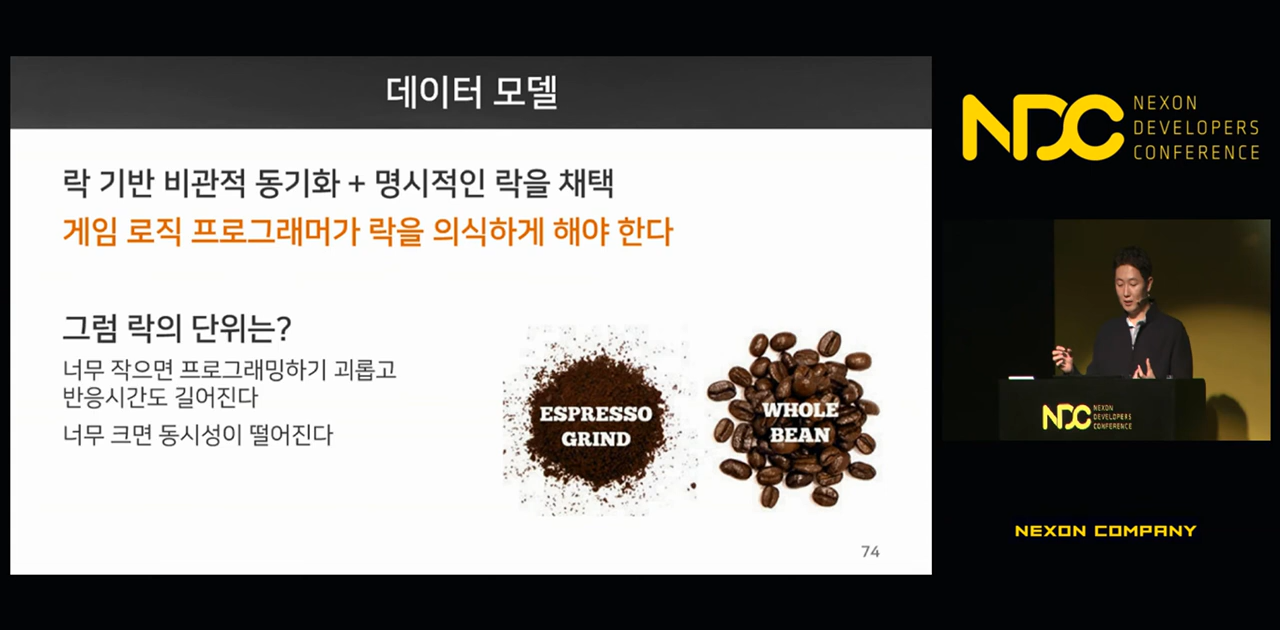 데이터 모델
락 기반 비관적 동기화 + 명시적인 락을 채택
게임 로직 프로그래머가 락을 의식하게 해야 한다
그럼 락의 단위는?
너무 작으면 프로그래밍하기 괴롭고
반응시간도 길어진다
너무 크면 동시성이 떨어진다
ESPRESSO
GRIND
WHOLE
BEAN
74
NDC
NEXON
DEVELOPERS
CONFERENCE
NDC
NEXON
DEVELOPERS
CONFERENCE
NEXON COMPANY